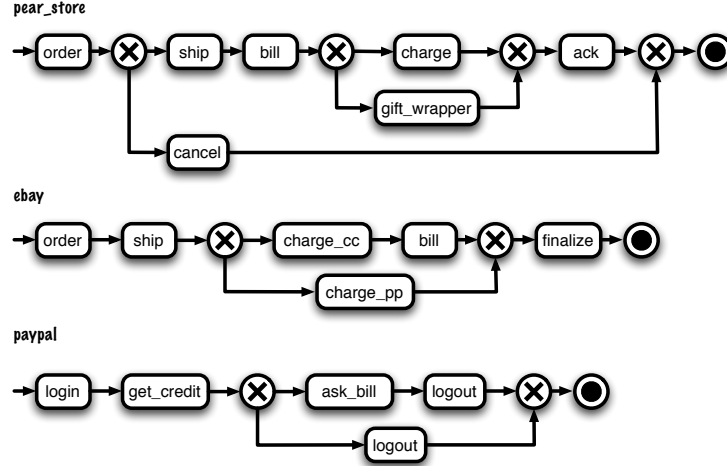 pear_store
order ship bill charge ack
gift_wrapper
cancel
ebay
order ship charge_cc bill finalize
charge_pp
paypal
login get_credit ask_bill logout
logout